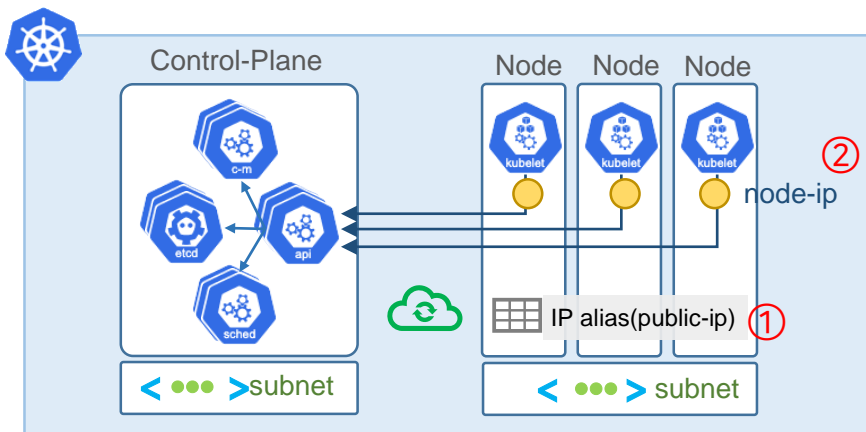 Control-Plane
Node
Node
Node
c-m
etcd
api
sched
kubelet
kubelet
kubelet
②
node-ip
IP alias(public-ip)
①
< ••• >subnet
< ••• > subnet